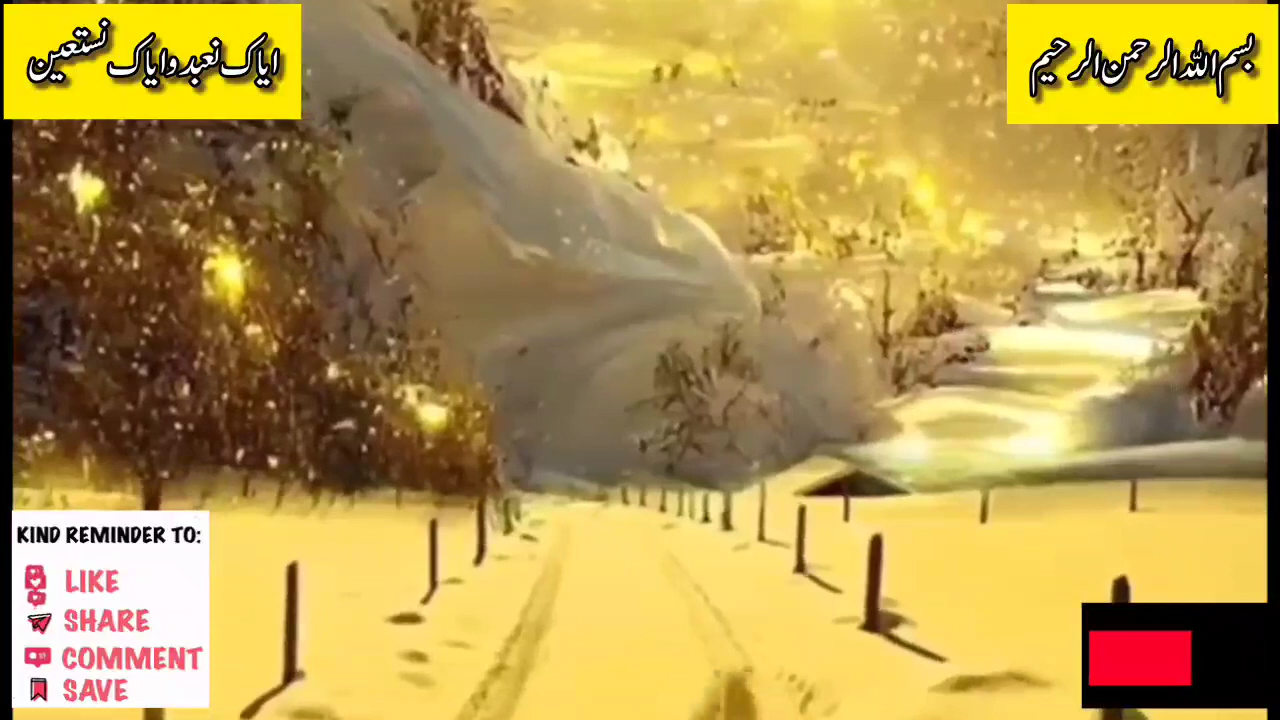 بسم اللہ الرحمن الرحیم
ایاک نعبد وایاک نستعین
KIND REMINDER TO:
LIKE
SHARE
COMMENT
SAVE